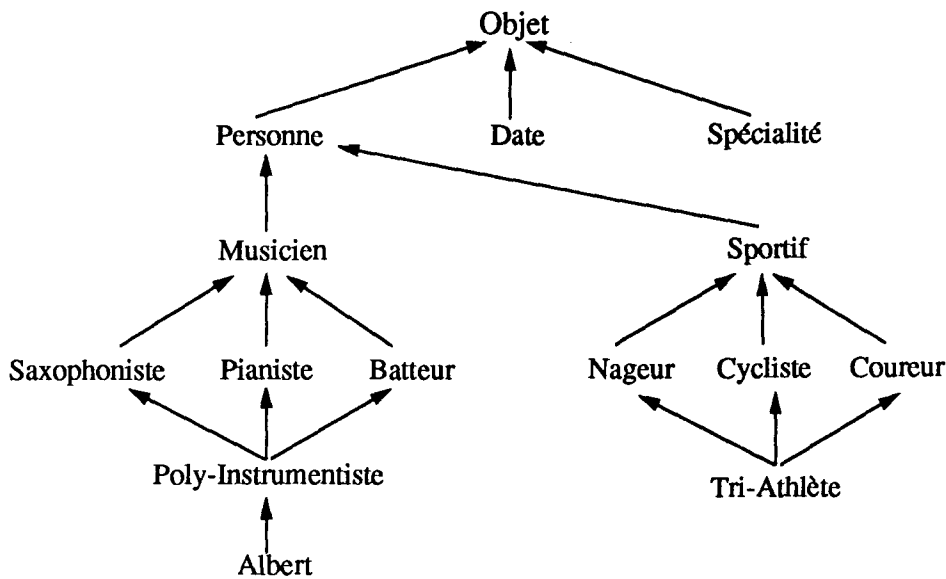 Objet
Personne Date Spécialité
Musicien Sportif
Saxophoniste Pianiste Batteur Nageur Cycliste Coureur
Poly-Instrumentiste Tri-Athlète
Albert